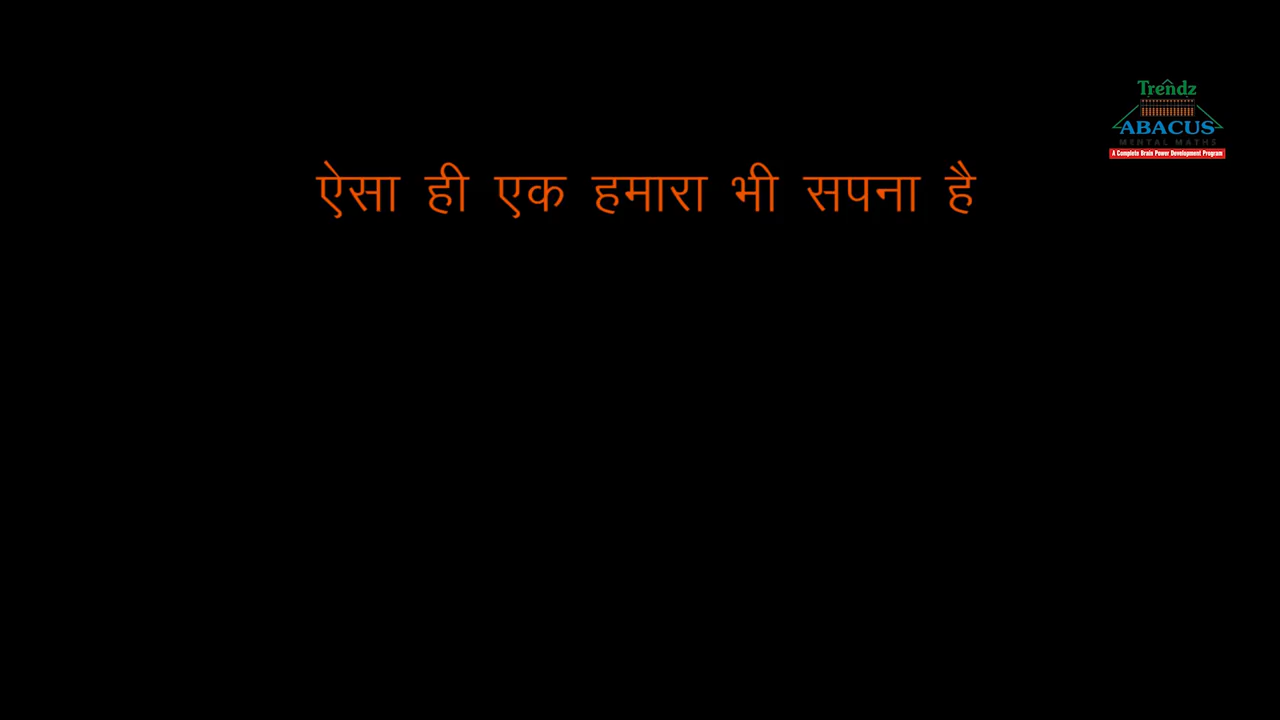 Trendz
ABACUS
MENTAL MATHS
A Complete Brain Power Development Program
ऐसा ही एक हमारा भी सपना है